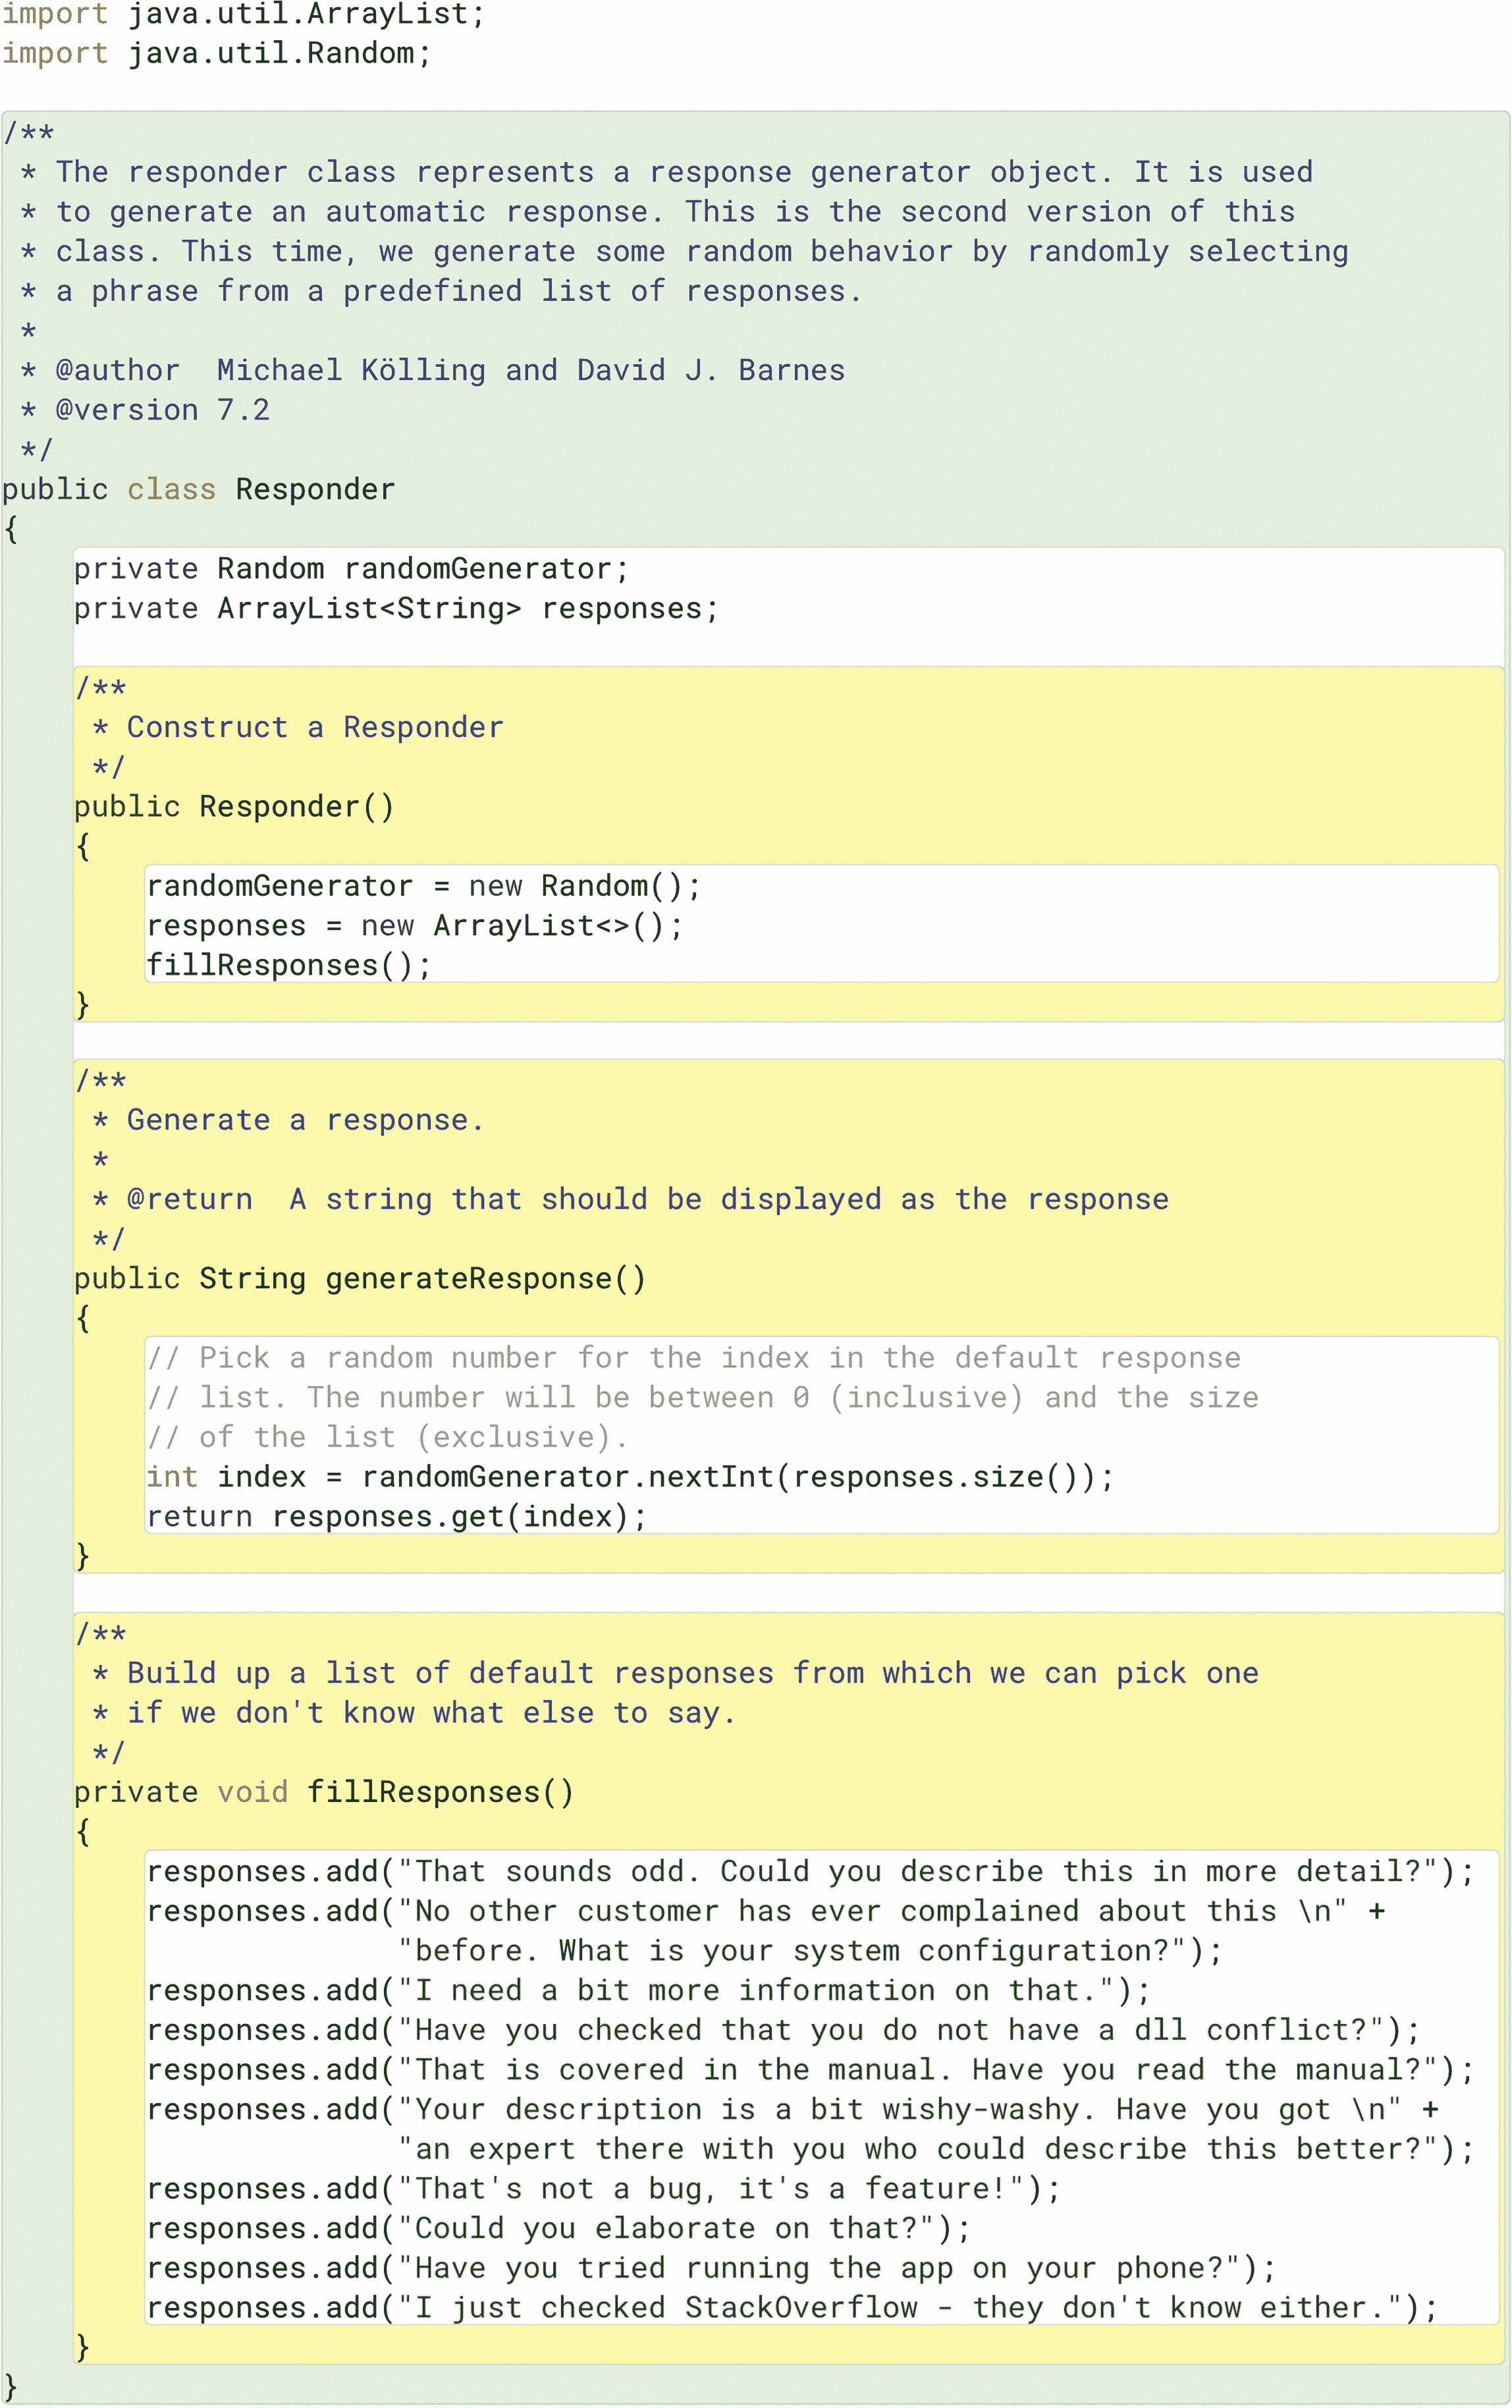 import java.util.ArrayList;
import java.util.Random;

/**
 * The responder class represents a response generator object. It is used
 * to generate an automatic response. This is the second version of this
 * class. This time, we generate some random behavior by randomly selecting
 * a phrase from a predefined list of responses.
 *
 * @author  Michael Kölling and David J. Barnes
 * @version 7.2
 */
public class Responder
{
    private Random randomGenerator;
    private ArrayList<String> responses;

    /**
     * Construct a Responder
     */
    public Responder()
    {
        randomGenerator = new Random();
        responses = new ArrayList<>();
        fillResponses();
    }

    /**
     * Generate a response.
     *
     * @return  A string that should be displayed as the response
     */
    public String generateResponse()
    {
        // Pick a random number for the index in the default response
        // list. The number will be between 0 (inclusive) and the size
        // of the list (exclusive).
        int index = randomGenerator.nextInt(responses.size());
        return responses.get(index);
    }

    /**
     * Build up a list of default responses from which we can pick one
     * if we don't know what else to say.
     */
    private void fillResponses()
    {
        responses.add("That sounds odd. Could you describe this in more detail?");
        responses.add("No other customer has ever complained about this \n" +
                      "before. What is your system configuration?");
        responses.add("I need a bit more information on that.");
        responses.add("Have you checked that you do not have a dll conflict?");
        responses.add("That is covered in the manual. Have you read the manual?");
        responses.add("Your description is a bit wishy-washy. Have you got \n" +
                      "an expert there with you who could describe this better?");
        responses.add("That's not a bug, it's a feature!");
        responses.add("Could you elaborate on that?");
        responses.add("Have you tried running the app on your phone?");
        responses.add("I just checked StackOverflow - they don't know either.");
    }
}